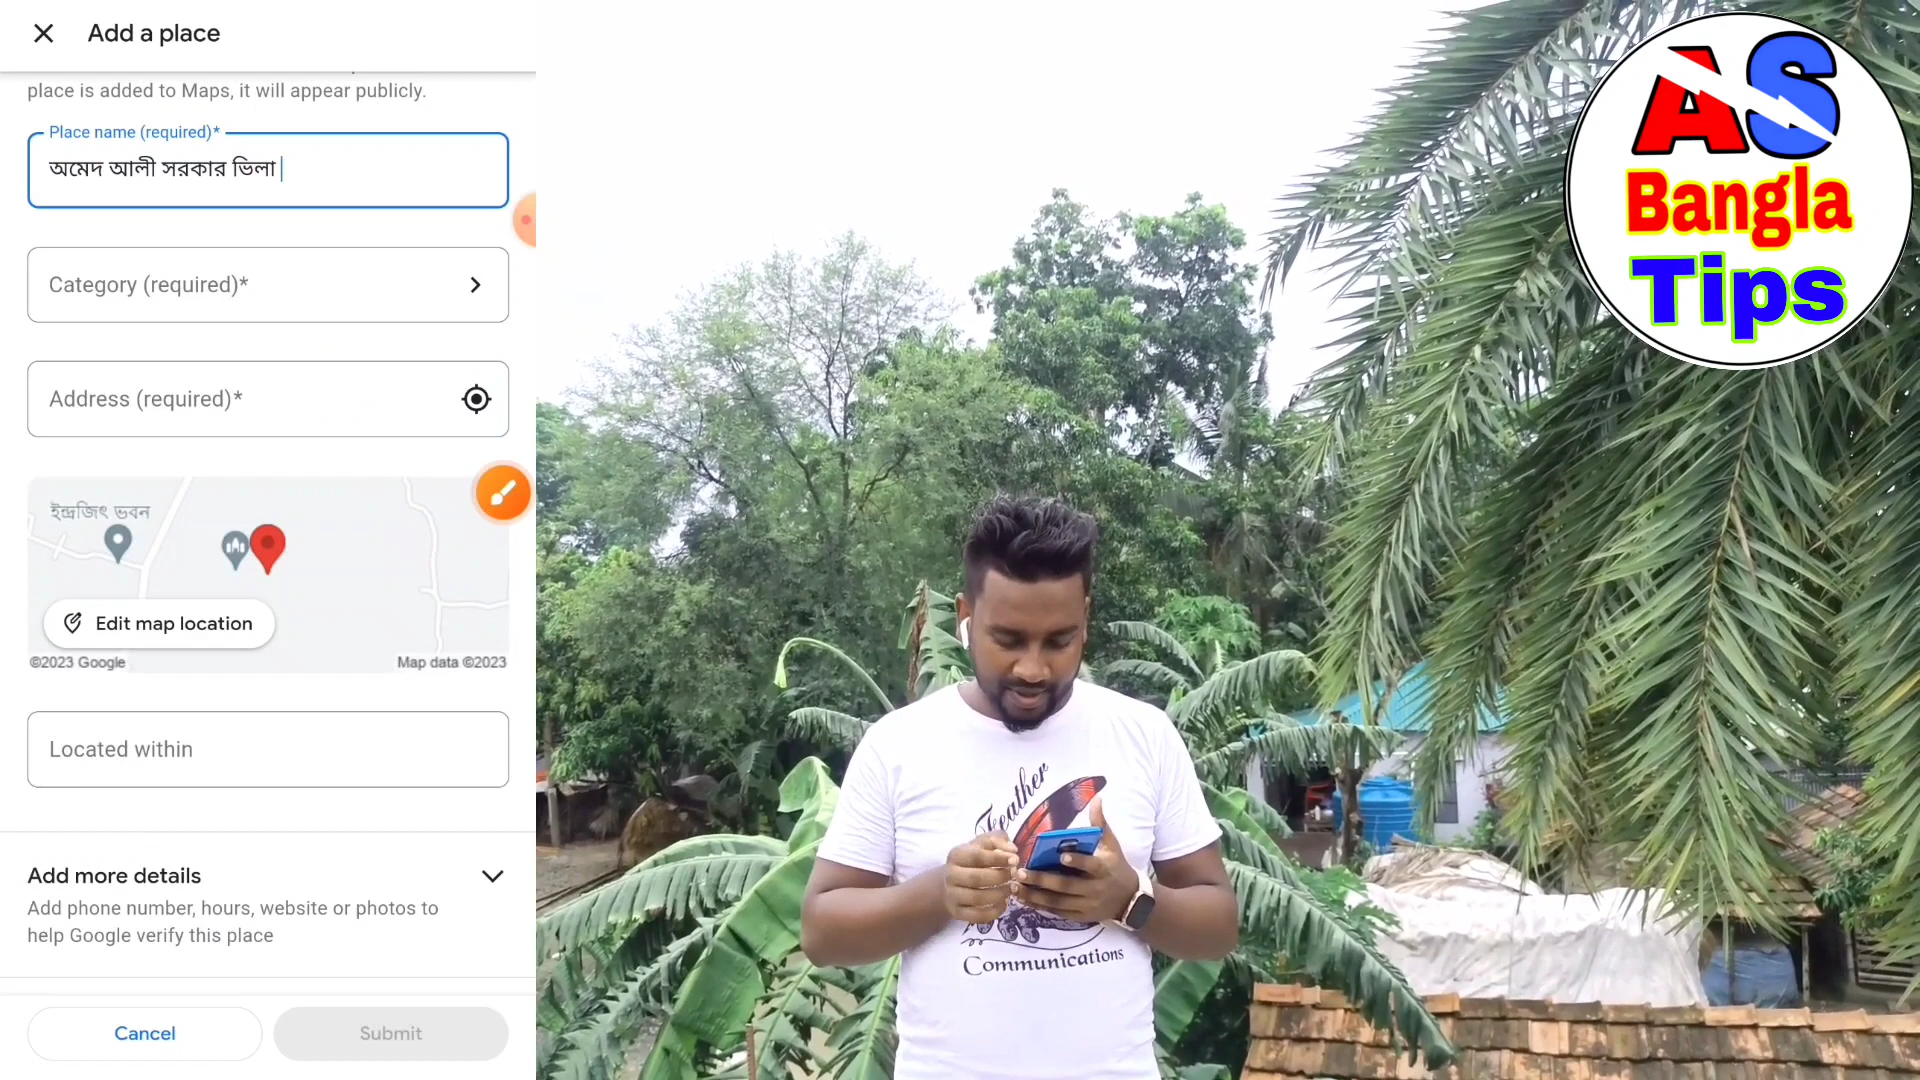 Add a place
place is added to Maps, it will appear publicly.
Place name (required)*
অমেদ আলী সরকার ভিলা
Category (required)*
Address (required)*
ইন্দ্রজিৎ ভবন
Edit map location
©2023 Google
Map data ©2023
Located within
Add more details
Add phone number, hours, website or photos to
help Google verify this place
Cancel
Submit
AS
Bangla
Tips
Feather
Communications